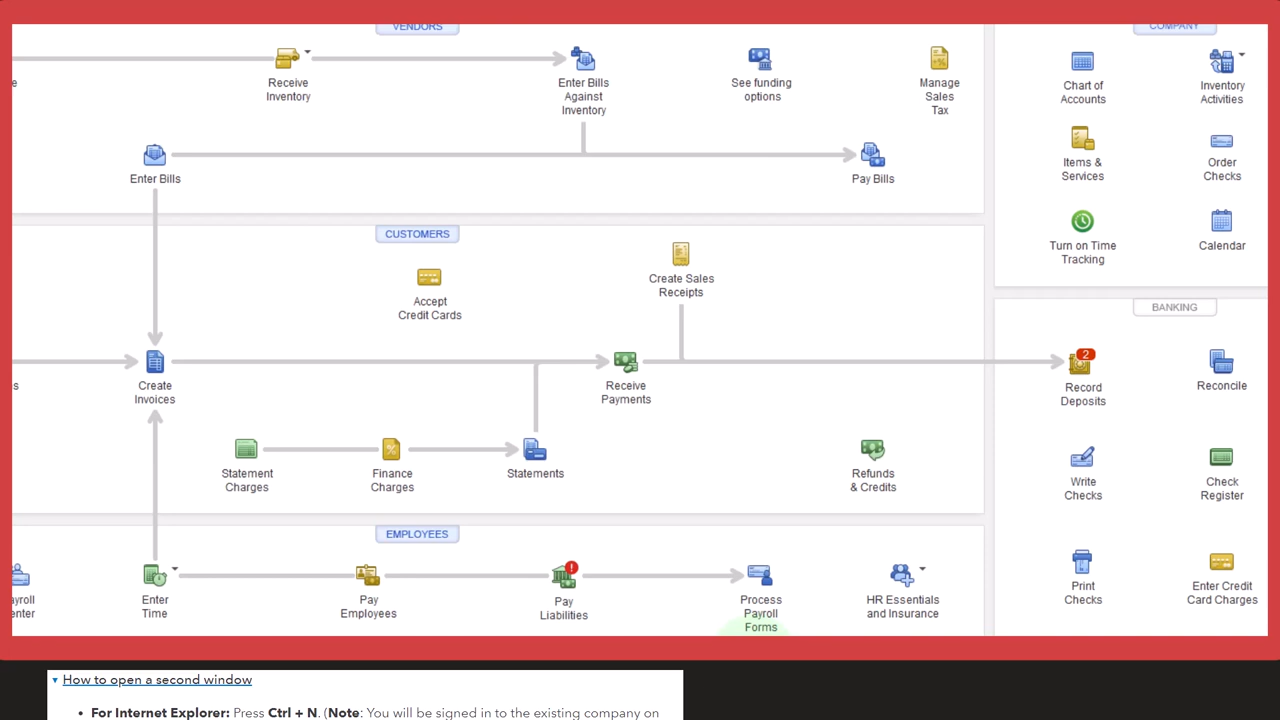 VENDORS
COMPANY
e
Receive
Inventory
Enter Bills
Against
Inventory
See funding
options
Manage
Sales
Tax
Chart of
Accounts
Inventory
Activities
Enter Bills
Pay Bills
Items &
Services
Order
Checks
Turn on Time
Tracking
Calendar
CUSTOMERS
Accept
Credit Cards
Create Sales
Receipts
BANKING
s
Create
Invoices
Receive
Payments
2
Record
Deposits
Reconcile
Statement
Charges
Finance
Charges
Statements
Refunds
& Credits
Write
Checks
Check
Register
EMPLOYEES
ayroll
enter
Enter
Time
Pay
Employees
!
Pay
Liabilities
Process
Payroll
Forms
HR Essentials
and Insurance
Print
Checks
Enter Credit
Card Charges
▾ How to open a second window
• For Internet Explorer: Press Ctrl + N. (Note: You will be signed in to the existing company on